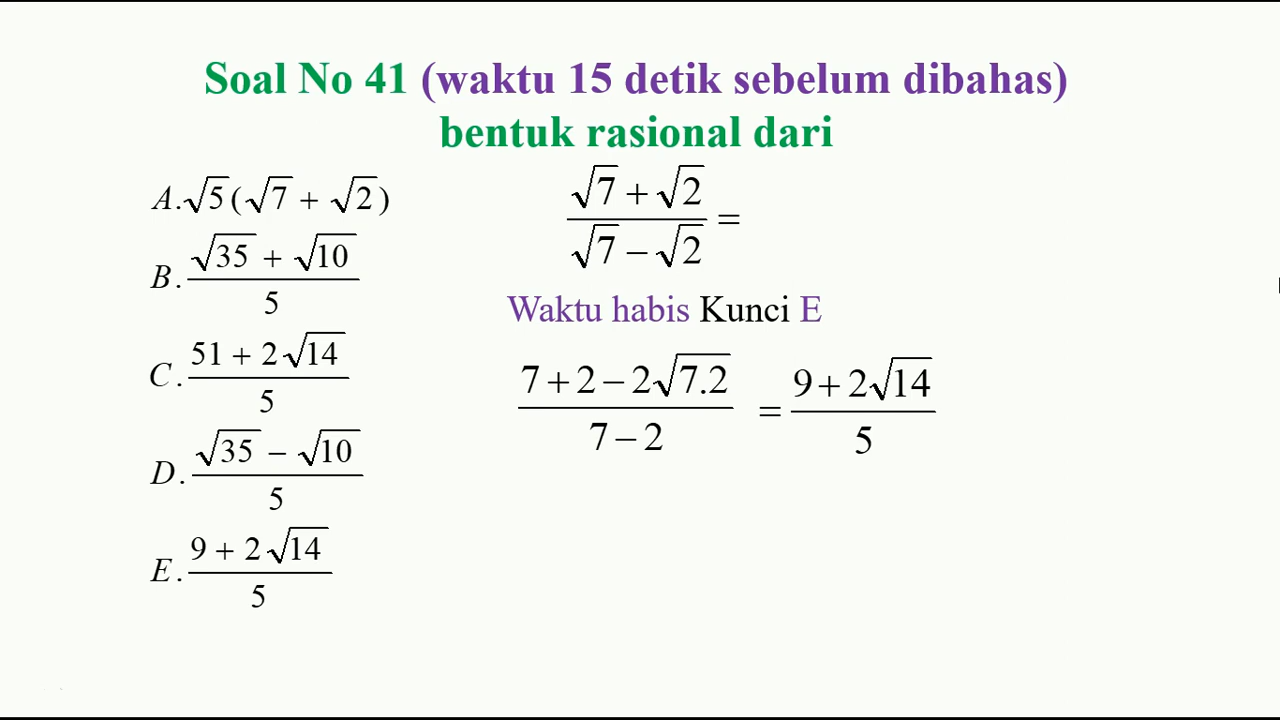 Soal No 41 (waktu 15 detik sebelum dibahas)
bentuk rasional dari
A.√5(√7 + √2)
B. (√35 + √10)/5
C. (51 + 2√14)/5
D. (√35 − √10)/5
E. (9 + 2√14)/5
(√7 + √2)/(√7 − √2) =
Waktu habis Kunci E
(7 + 2 − 2√7.2)/(7 − 2) = (9 + 2√14)/5